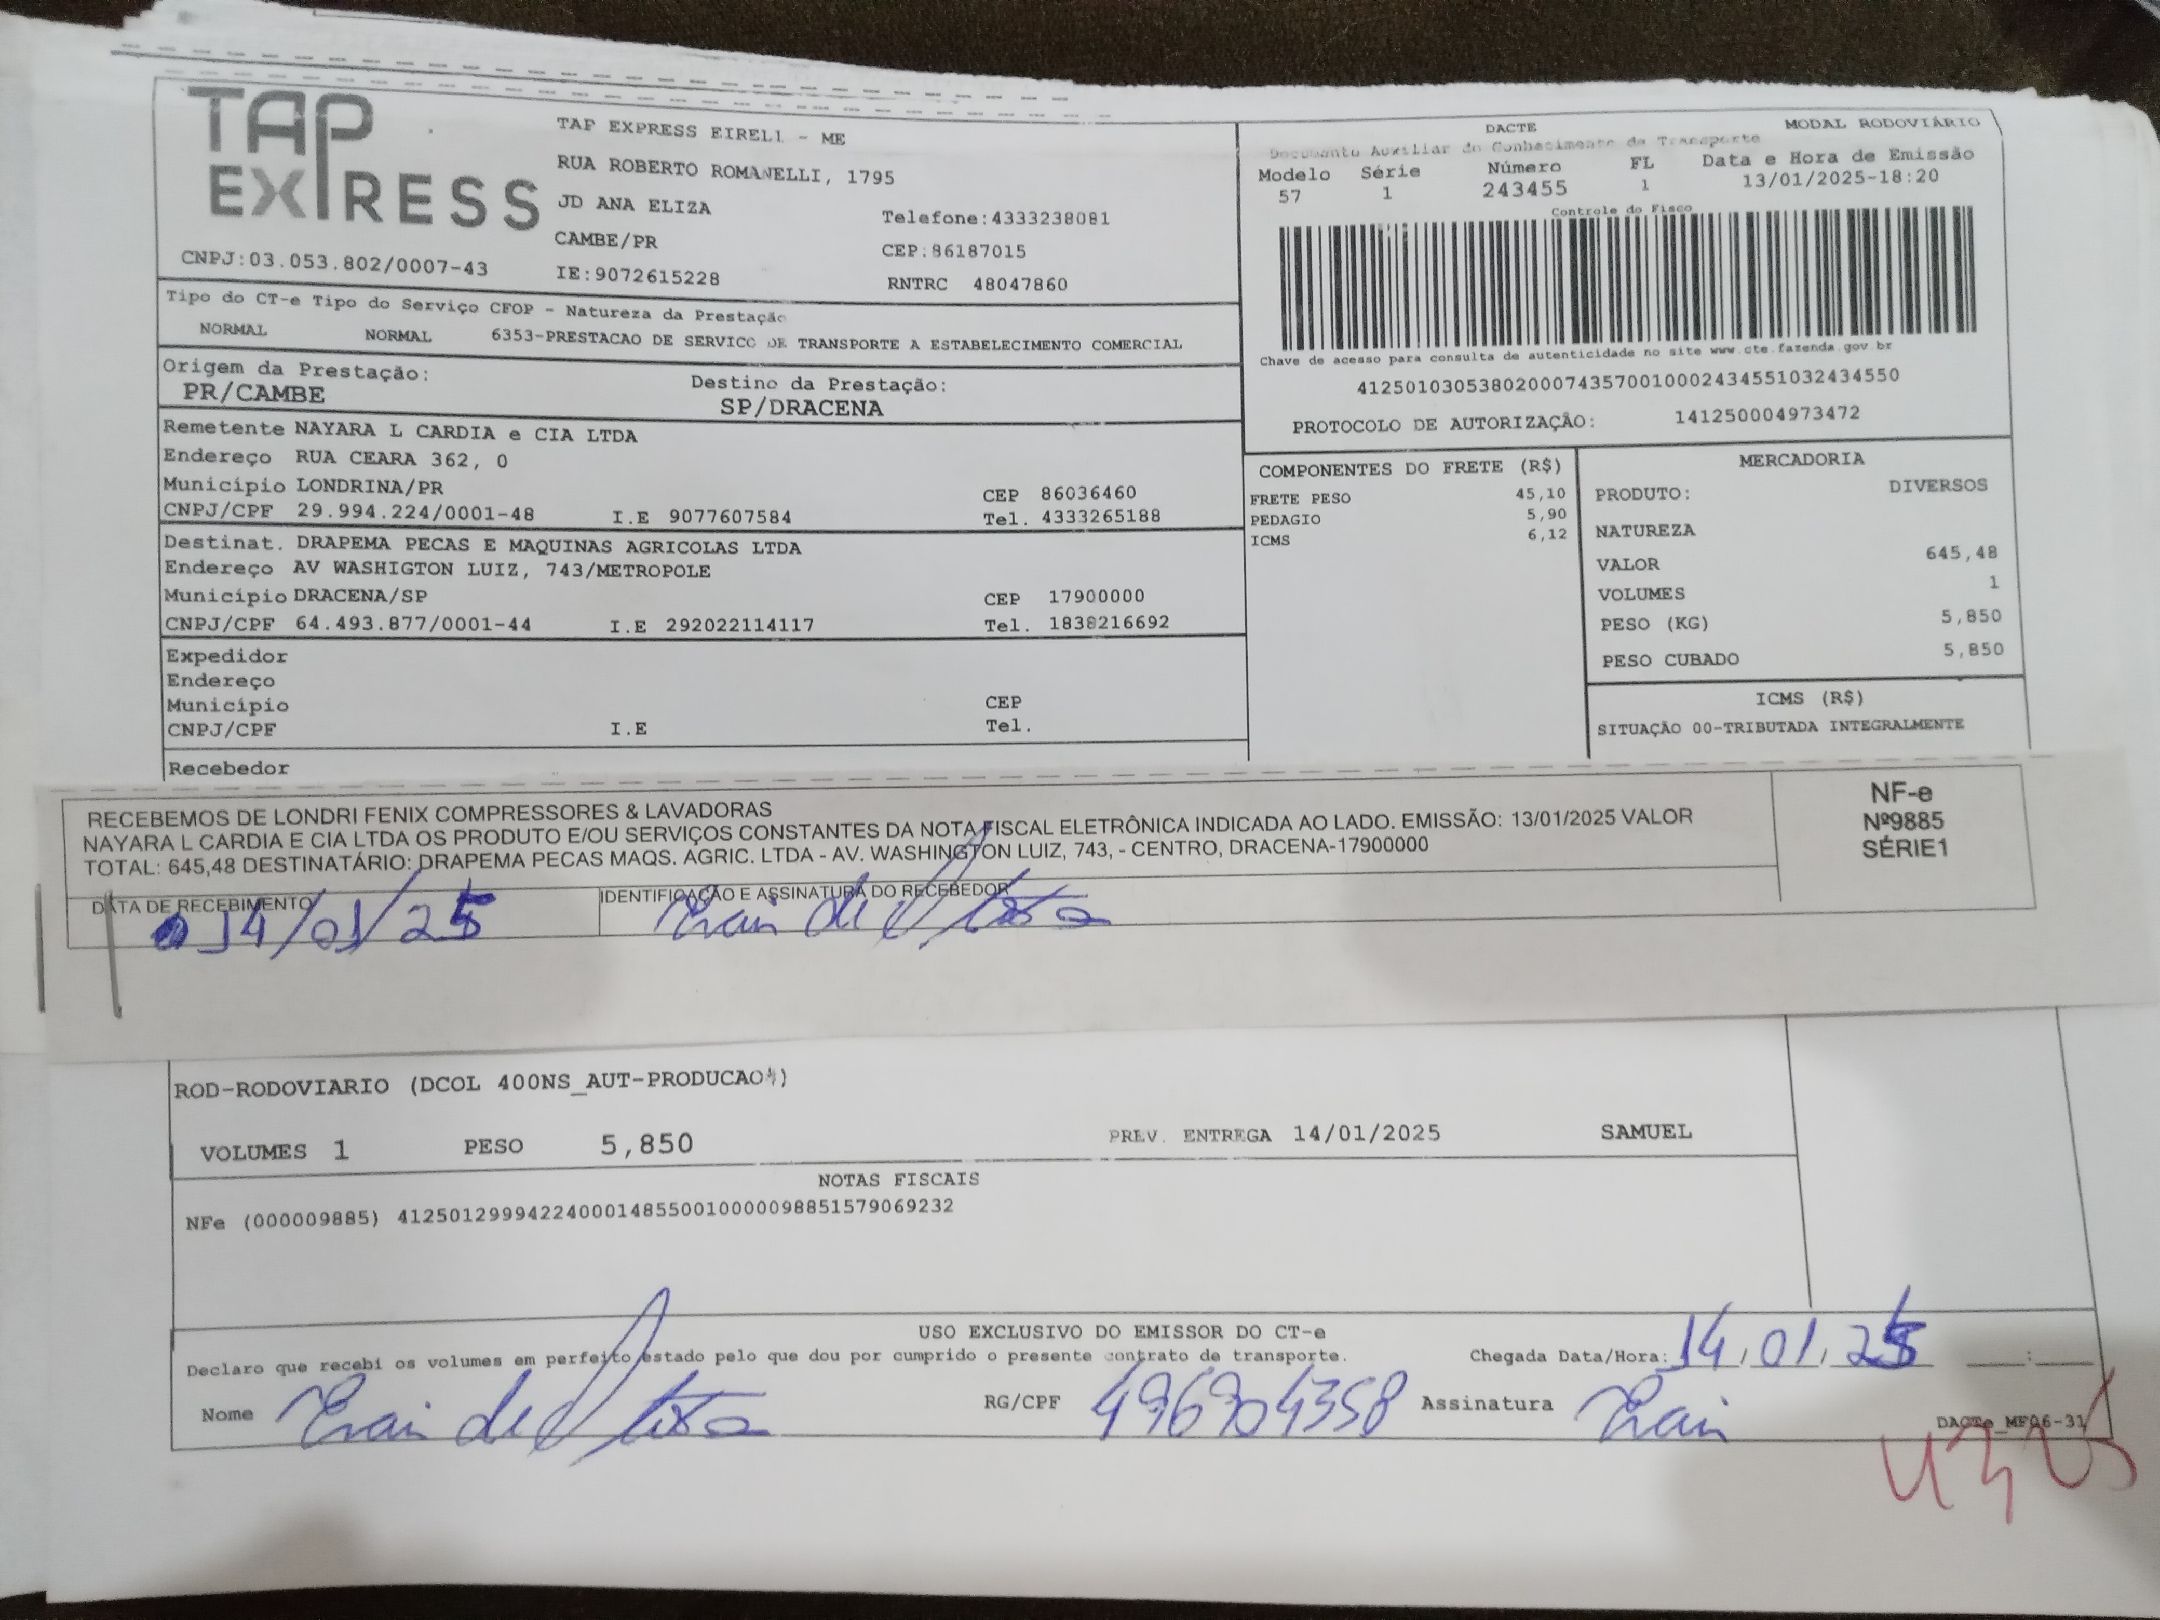 TAP
EXPRESS
CNPJ:03.053.802/0007-43
TAP EXPRESS EIRELI - ME
RUA ROBERTO ROMANELLI, 1795
JD ANA ELIZA
CAMBE/PR
IE:9072615228
Telefone:4333238081
CEP:86187015
RNTRC 48047860
DACTE
MODAL RODOVIÁRIO
Documento Auxiliar do Conhecimento de Transporte
Modelo Série Número FL Data e Hora de Emissão
57 1 243455 1 13/01/2025-18:20
Controle do Fisco
Chave de acesso para consulta de autenticidade no site www.cte.fazenda.gov.br
41250103053802000743570010002434551032434550
PROTOCOLO DE AUTORIZAÇÃO: 141250004973472
Tipo do CT-e Tipo do Serviço CFOP - Natureza da Prestação
NORMAL NORMAL 6353-PRESTACAO DE SERVICO DE TRANSPORTE A ESTABELECIMENTO COMERCIAL
Origem da Prestação: Destino da Prestação:
PR/CAMBE SP/DRACENA
Remetente NAYARA L CARDIA e CIA LTDA
Endereço RUA CEARA 362, 0
Município LONDRINA/PR CEP 86036460
CNPJ/CPF 29.994.224/0001-48 I.E 9077607584 Tel. 4333265188
Destinat. DRAPEMA PECAS E MAQUINAS AGRICOLAS LTDA
Endereço AV WASHIGTON LUIZ, 743/METROPOLE
Município DRACENA/SP CEP 17900000
CNPJ/CPF 64.493.877/0001-44 I.E 292022114117 Tel. 1838216692
Expedidor
Endereço
Município CEP
CNPJ/CPF I.E Tel.
Recebedor
COMPONENTES DO FRETE (R$)
FRETE PESO 45,10
PEDAGIO 5,90
ICMS 6,12
MERCADORIA
PRODUTO: DIVERSOS
NATUREZA
VALOR 645,48
VOLUMES 1
PESO (KG) 5,850
PESO CUBADO 5,850
ICMS (R$)
SITUAÇÃO 00-TRIBUTADA INTEGRALMENTE
RECEBEMOS DE LONDRI FENIX COMPRESSORES & LAVADORAS
NAYARA L CARDIA E CIA LTDA OS PRODUTO E/OU SERVIÇOS CONSTANTES DA NOTA FISCAL ELETRÔNICA INDICADA AO LADO. EMISSÃO: 13/01/2025 VALOR
TOTAL: 645,48 DESTINATÁRIO: DRAPEMA PECAS MAQS. AGRIC. LTDA - AV. WASHINGTON LUIZ, 743, - CENTRO, DRACENA-17900000
NF-e
Nº9885
SÉRIE1
DATA DE RECEBIMENTO IDENTIFICAÇÃO E ASSINATURA DO RECEBEDOR
14/01/25
ROD-RODOVIARIO (DCOL 400NS_AUT-PRODUCAO)
VOLUMES 1 PESO 5,850 PREV. ENTREGA 14/01/2025 SAMUEL
NOTAS FISCAIS
NFe (000009885) 41250129994224000148550010000098851579069232
USO EXCLUSIVO DO EMISSOR DO CT-e
Declaro que recebi os volumes em perfeito estado pelo que dou por cumprido o presente contrato de transporte. Chegada Data/Hora: 14,01,25 :
Nome RG/CPF 496904358 Assinatura
DACTe_MF06-31